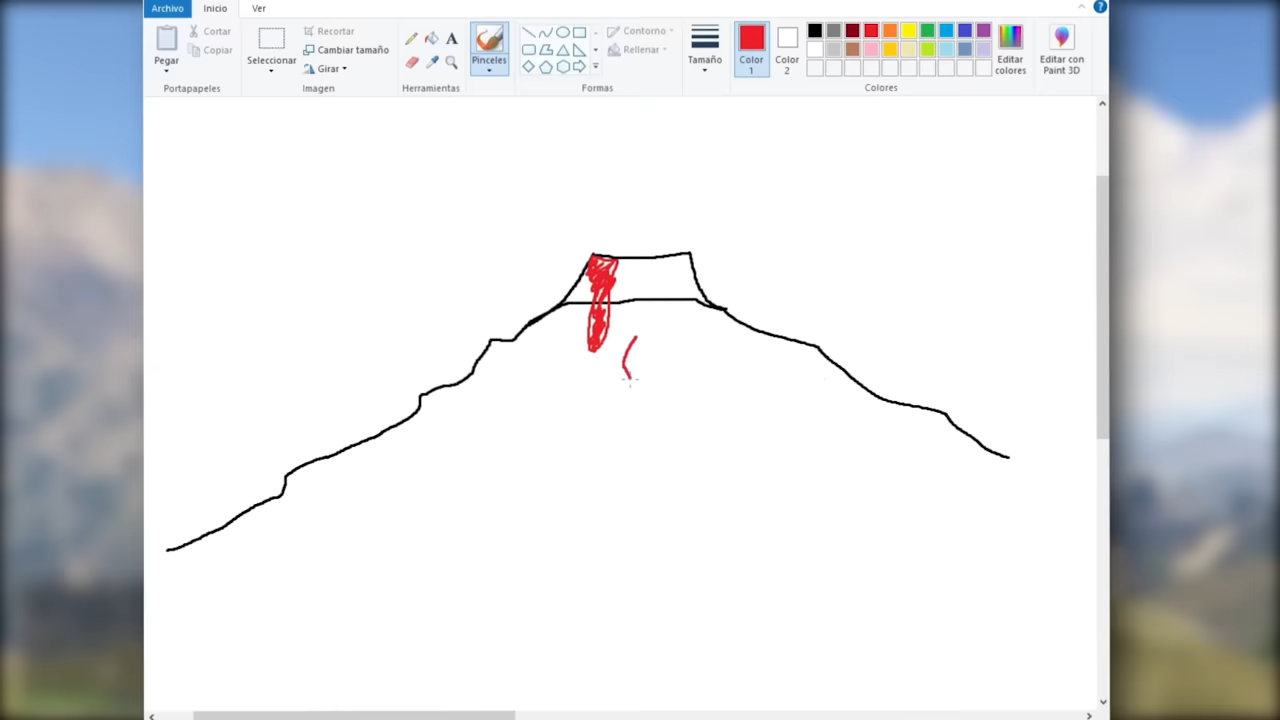 Archivo Inicio Ver
Pegar
Cortar
Copiar
Portapapeles
Seleccionar
Recortar
Cambiar tamaño
Girar
Imagen
A
Herramientas
Pinceles
Contorno
Rellenar
Formas
Tamaño
Color
1
Color
2
Editar
colores
Colores
Editar con
Paint 3D
?